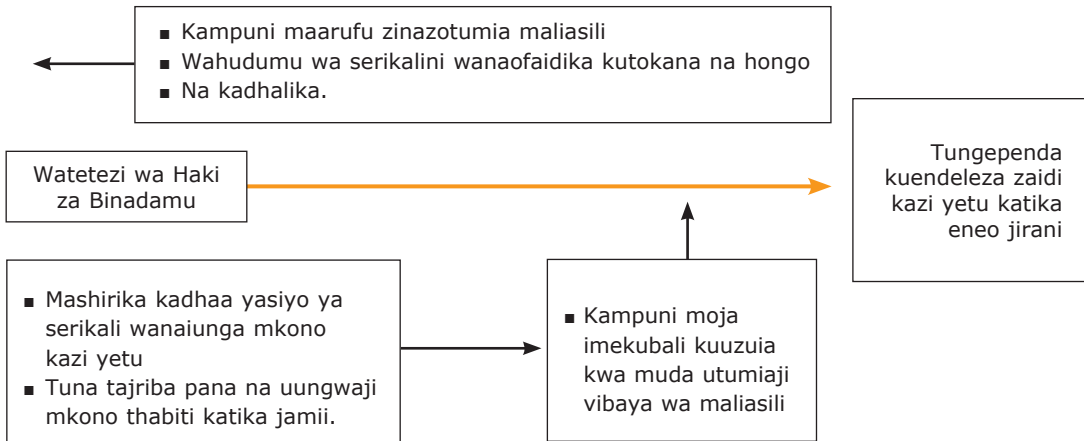 ■ Kampuni maarufu zinazotumia maliasili
■ Wahudumu wa serikalini wanaofaidika kutokana na hongo
■ Na kadhalika.
Watetezi wa Haki
za Binadamu
Tungependa
kuendeleza zaidi
kazi yetu katika
eneo jirani
■ Mashirika kadhaa yasiyo ya
serikali wanaiunga mkono
kazi yetu
■ Tuna tajriba pana na uungwaji
mkono thabiti katika jamii.
■ Kampuni moja
imekubali kuuzuia
kwa muda utumiaji
vibaya wa maliasili